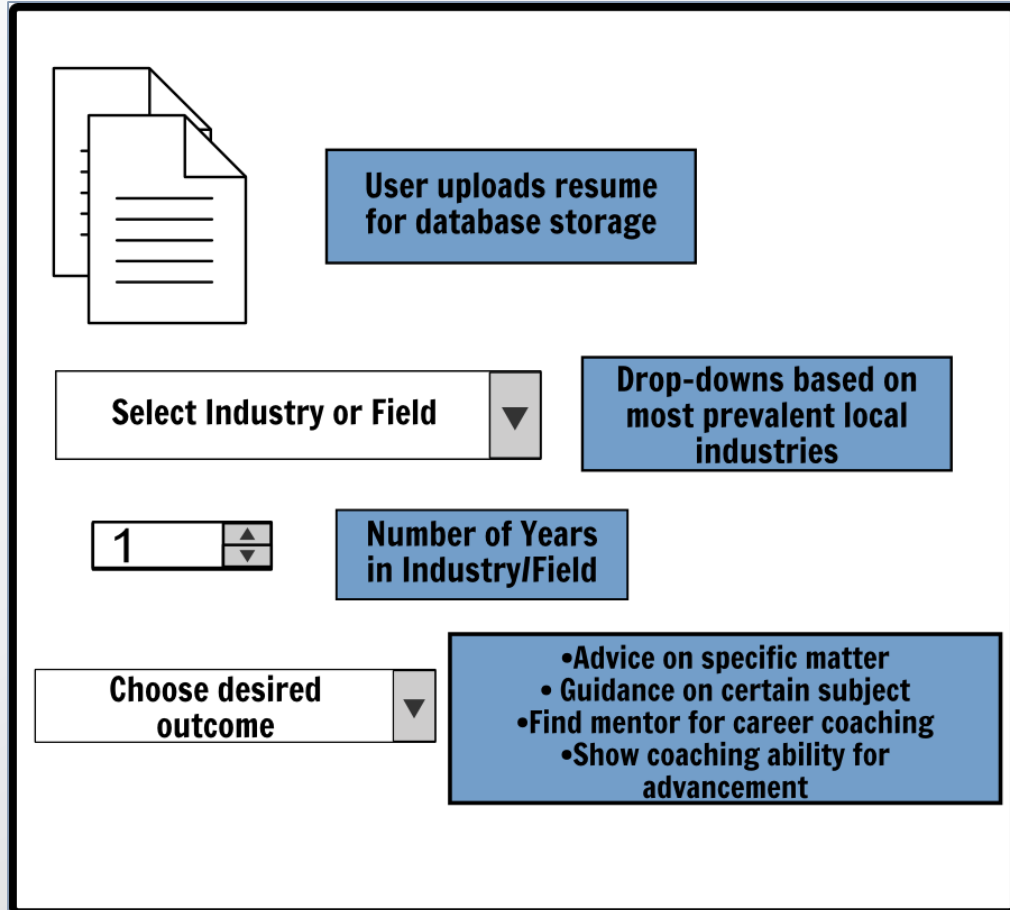 User uploads resume
for database storage
Select Industry or Field
Drop-downs based on
most prevalent local
industries
1
Number of Years
in Industry/Field
Choose desired
outcome
•Advice on specific matter
• Guidance on certain subject
•Find mentor for career coaching
•Show coaching ability for
advancement